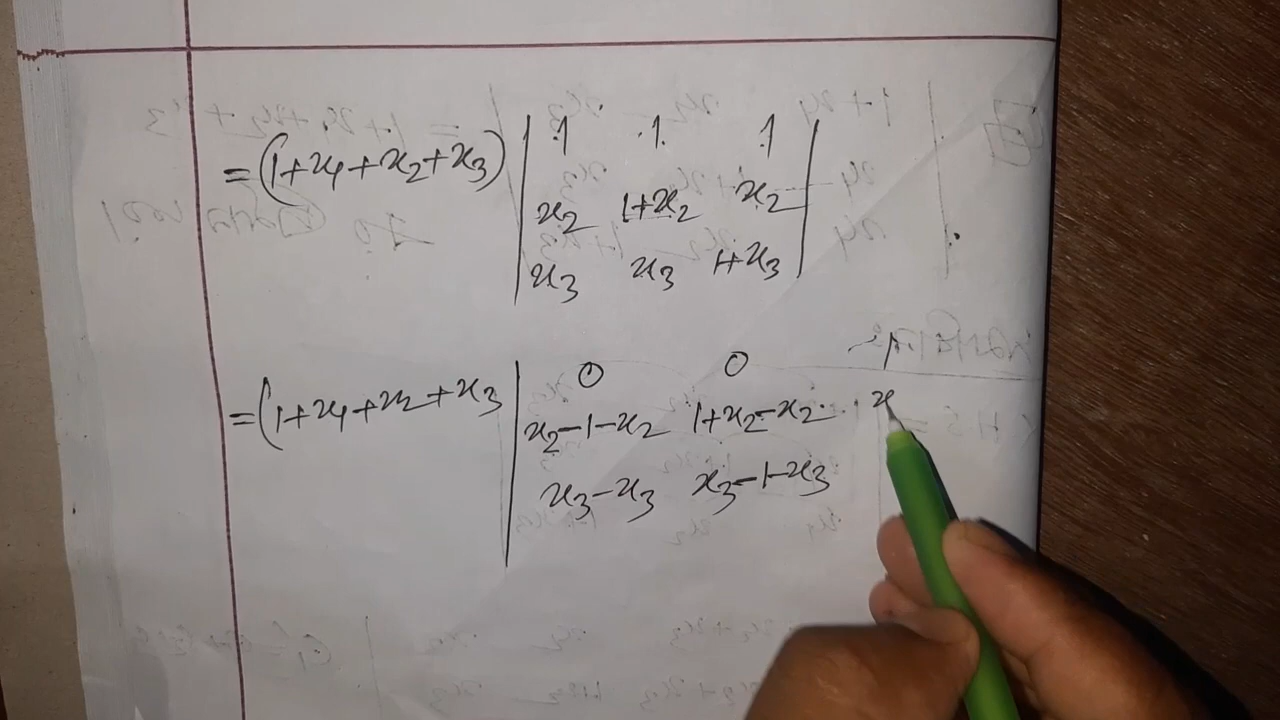 =(1+x₁+x₂+x₃) | 1 1 1 |
x₂ 1+x₂ x₂
x₃ x₃ 1+x₃
=(1+x₁+x₂+x₃ | 0 0 1
x₂-1-x₂ 1+x₂-x₂ x
x₃-x₃ x₃-1-x₃